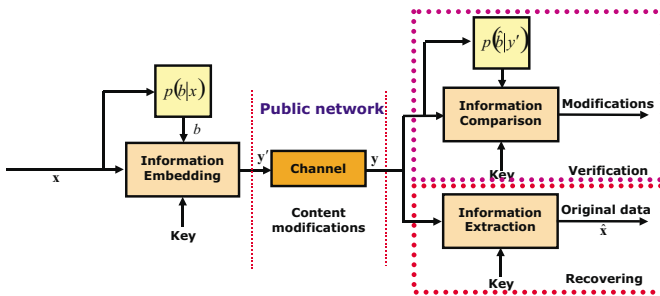 p(b|x)
b
x
Information
Embedding
Key
Public network
y'
Channel
y
Content
modifications
p(b̂|y')
Information
Comparison
Modifications
Key
Verification
Information
Extraction
Original data
x̂
Key
Recovering